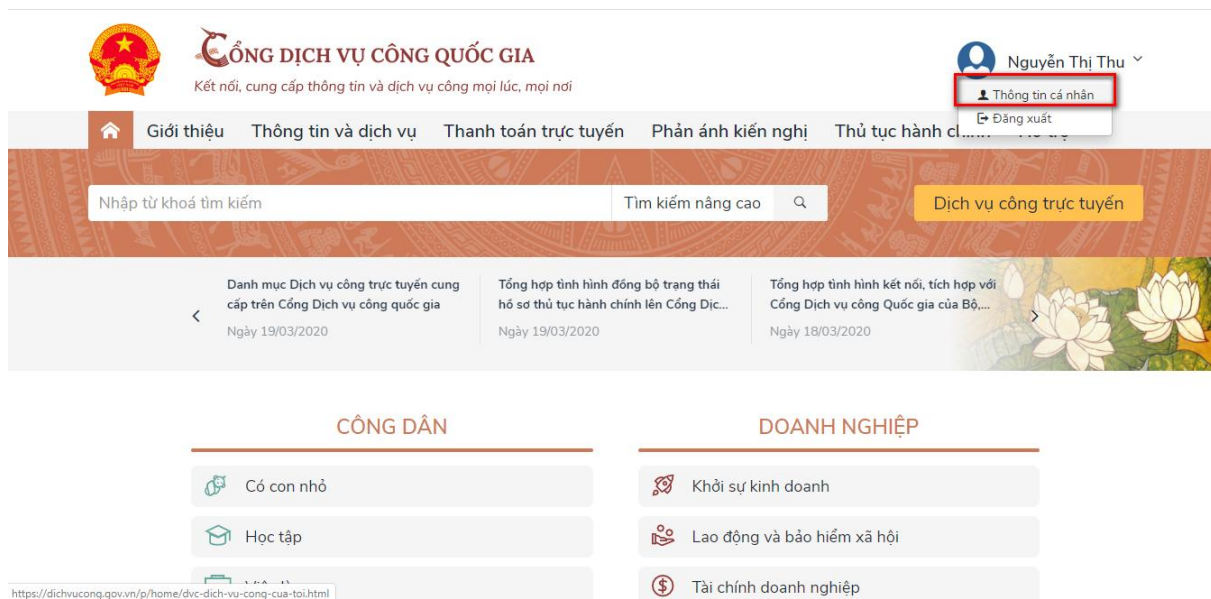 CỔNG DỊCH VỤ CÔNG QUỐC GIA
Kết nối, cung cấp thông tin và dịch vụ công mọi lúc, mọi nơi
Nguyễn Thị Thu
Thông tin cá nhân
Đăng xuất
Giới thiệu Thông tin và dịch vụ Thanh toán trực tuyến Phản ánh kiến nghị Thủ tục hành
Nhập từ khoá tìm kiếm Tìm kiếm nâng cao Dịch vụ công trực tuyến
Danh mục Dịch vụ công trực tuyến cung
cấp trên Cổng Dịch vụ công quốc gia
Ngày 19/03/2020
Tổng hợp tình hình đồng bộ trạng thái
hồ sơ thủ tục hành chính lên Cổng Dịc...
Ngày 19/03/2020
Tổng hợp tình hình kết nối, tích hợp với
Cổng Dịch vụ công Quốc gia của Bộ,...
Ngày 18/03/2020
CÔNG DÂN
Có con nhỏ
Học tập
DOANH NGHIỆP
Khởi sự kinh doanh
Lao động và bảo hiểm xã hội
Tài chính doanh nghiệp
https://dichvucong.gov.vn/p/home/dvc-dich-vu-cong-cua-toi.html